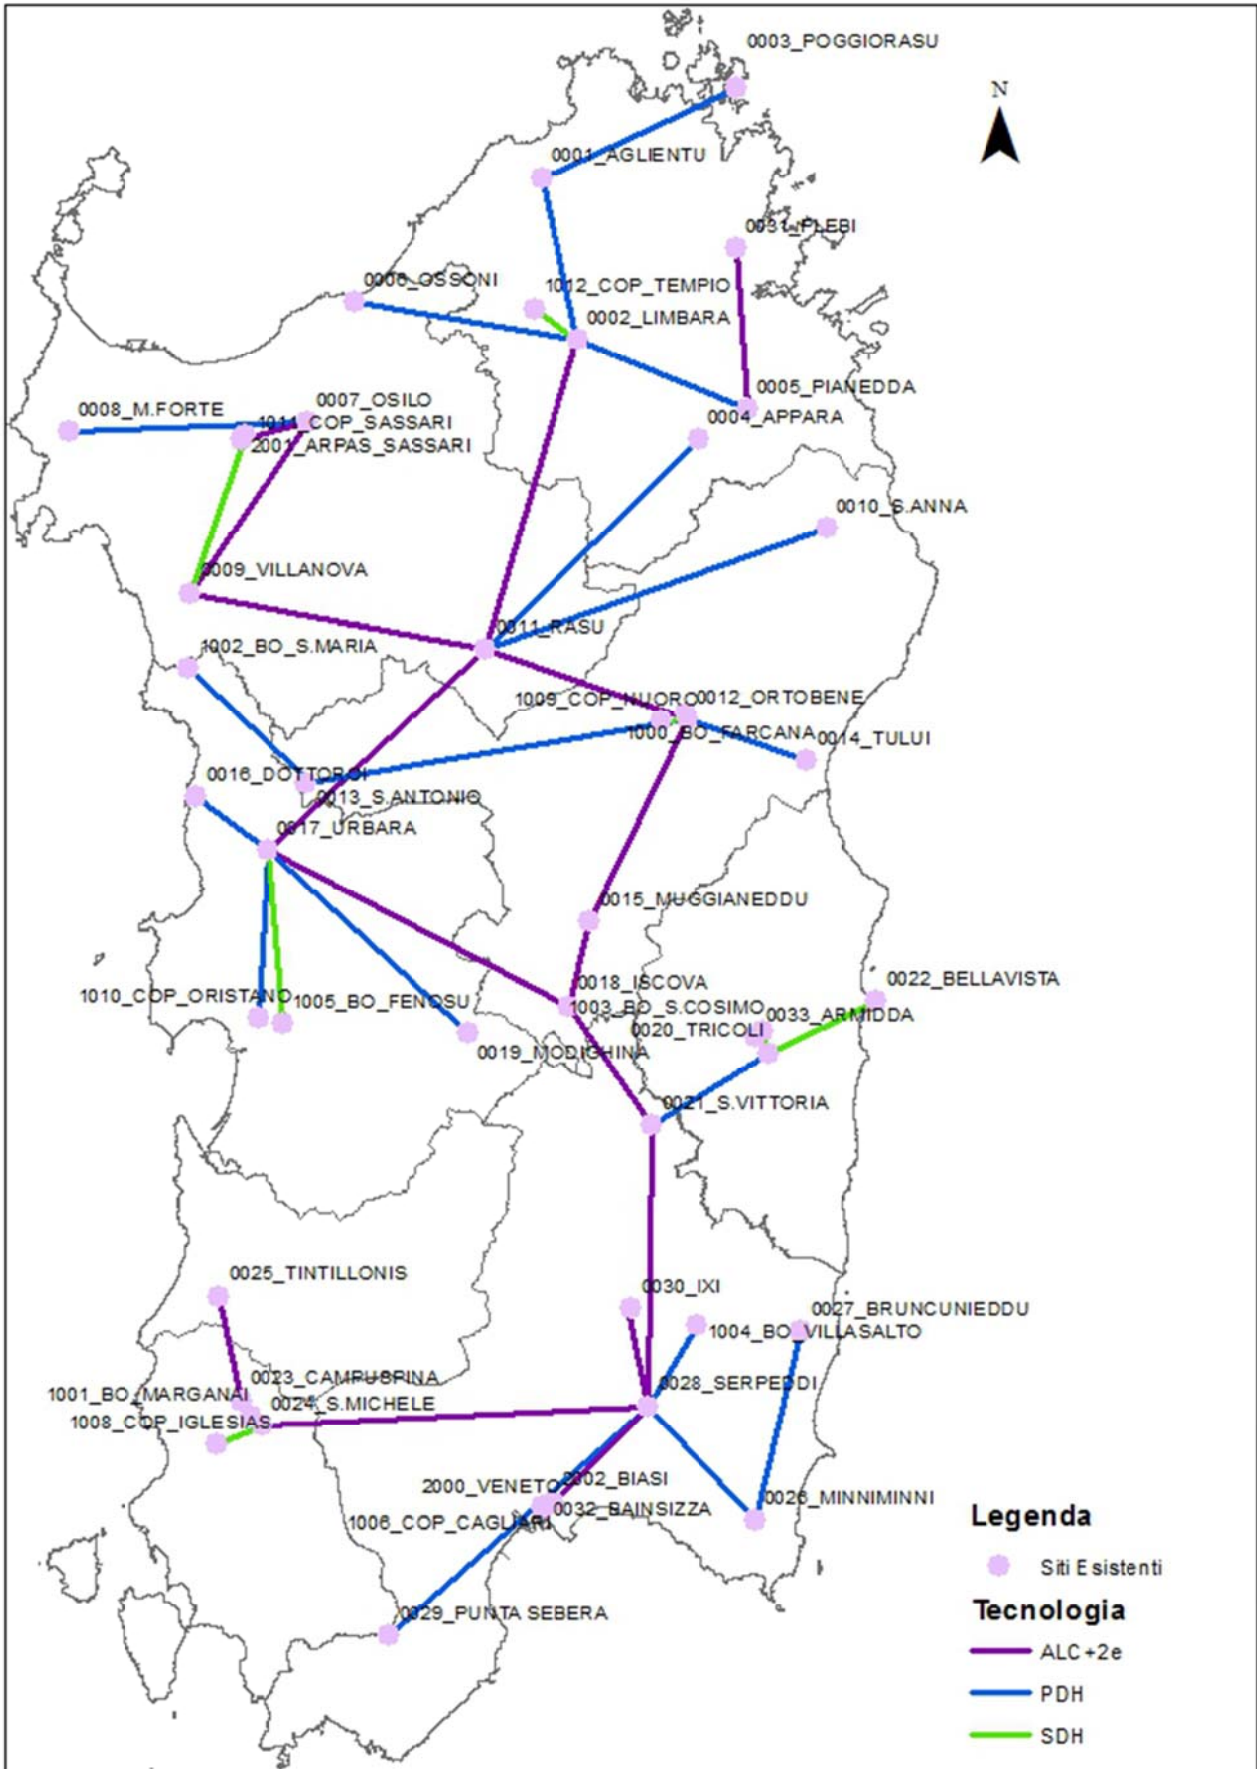 0003_POGGIORASU
N
0001_AGLIENTU
0031_PLEBI
0006_OSSONI
1012_COP_TEMPIO
0002_LIMBARA
0005_PIANEDDA
0007_OSILO
0008_M.FORTE
0004_APPARA
1011_COP_SASSARI
2001_ARPAS_SASSARI
0010_S.ANNA
0009_VILLANOVA
0011_RASU
1002_BO_S.MARIA
1009_COP_NUORO
0012_ORTOBENE
1000_BO_FARCANA
0014_TULUI
0016_DOTTOROI
0013_S.ANTONIO
0017_URBARA
0015_MUGGIANEDDU
0018_ISCOVA
0022_BELLAVISTA
1010_COP_ORISTANO
1005_BO_FENOSU
1003_BO_S.COSIMO
0033_ARMIDDA
0020_TRICOLI
0019_MODIGHINA
0021_S.VITTORIA
0025_TINTILLONIS
0030_IXI
0027_BRUNCUNIEDDU
1004_BO_VILLASALTO
0023_CAMPUSPINA
0028_SERPEDDI
1001_BO_MARGANAI
0024_S.MICHELE
1008_COP_IGLESIAS
2000_VENETO
2002_BIASI
0026_MINNIMINNI
0032_BAINSIZZA
1006_COP_CAGLIARI
0029_PUNTA SEBERA
Legenda
Siti Esistenti
Tecnologia
ALC+2e
PDH
SDH